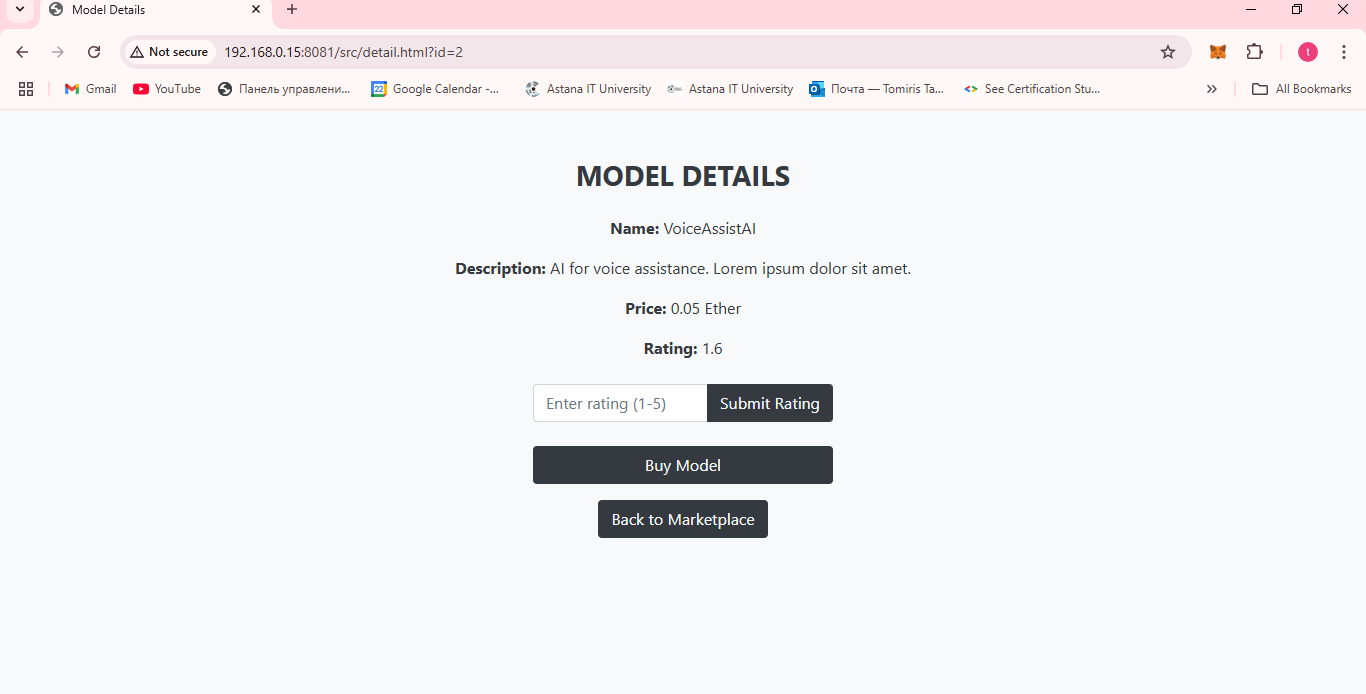 Model Details
Not secure 192.168.0.15:8081/src/detail.html?id=2 t
Gmail YouTube Панель управлени... 22 Google Calendar -... Astana IT University Astana IT University Почта — Tomiris Ta... See Certification Stu... All Bookmarks
MODEL DETAILS
Name: VoiceAssistAI
Description: AI for voice assistance. Lorem ipsum dolor sit amet.
Price: 0.05 Ether
Rating: 1.6
Enter rating (1-5) Submit Rating
Buy Model
Back to Marketplace